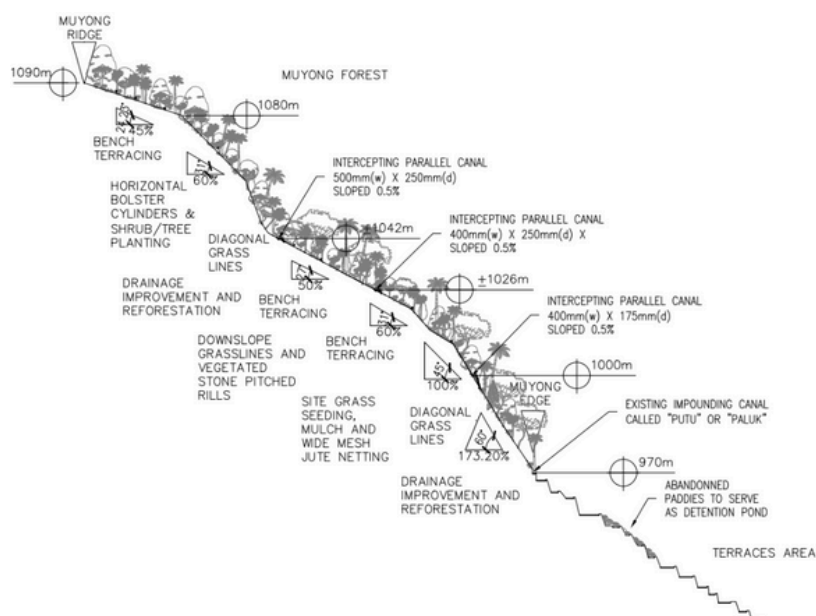 MUYONG
RIDGE
1090m
MUYONG FOREST
1080m
45%
BENCH
TERRACING
31°
60%
INTERCEPTING PARALLEL CANAL
500mm(w) X 250mm(d)
SLOPED 0.5%
HORIZONTAL
BOLSTER
CYLINDERS &
SHRUB/TREE
PLANTING
DIAGONAL
GRASS
LINES
±1042m
INTERCEPTING PARALLEL CANAL
400mm(w) X 250mm(d) X
SLOPED 0.5%
27°
50%
DRAINAGE
IMPROVEMENT AND
REFORESTATION
BENCH
TERRACING
±1026m
INTERCEPTING PARALLEL CANAL
400mm(w) X 175mm(d)
SLOPED 0.5%
31°
60%
DOWNSLOPE
GRASSLINES AND
VEGETATED
STONE PITCHED
RILLS
BENCH
TERRACING
45°
100%
1000m
MUYONG
EDGE
SITE GRASS
SEEDING,
MULCH AND
WIDE MESH
JUTE NETTING
DIAGONAL
GRASS
LINES
60°
173.20%
EXISTING IMPOUNDING CANAL
CALLED "PUTU" OR "PALUK"
970m
DRAINAGE
IMPROVEMENT AND
REFORESTATION
ABANDONNED
PADDIES TO SERVE
AS DETENTION POND
TERRACES AREA